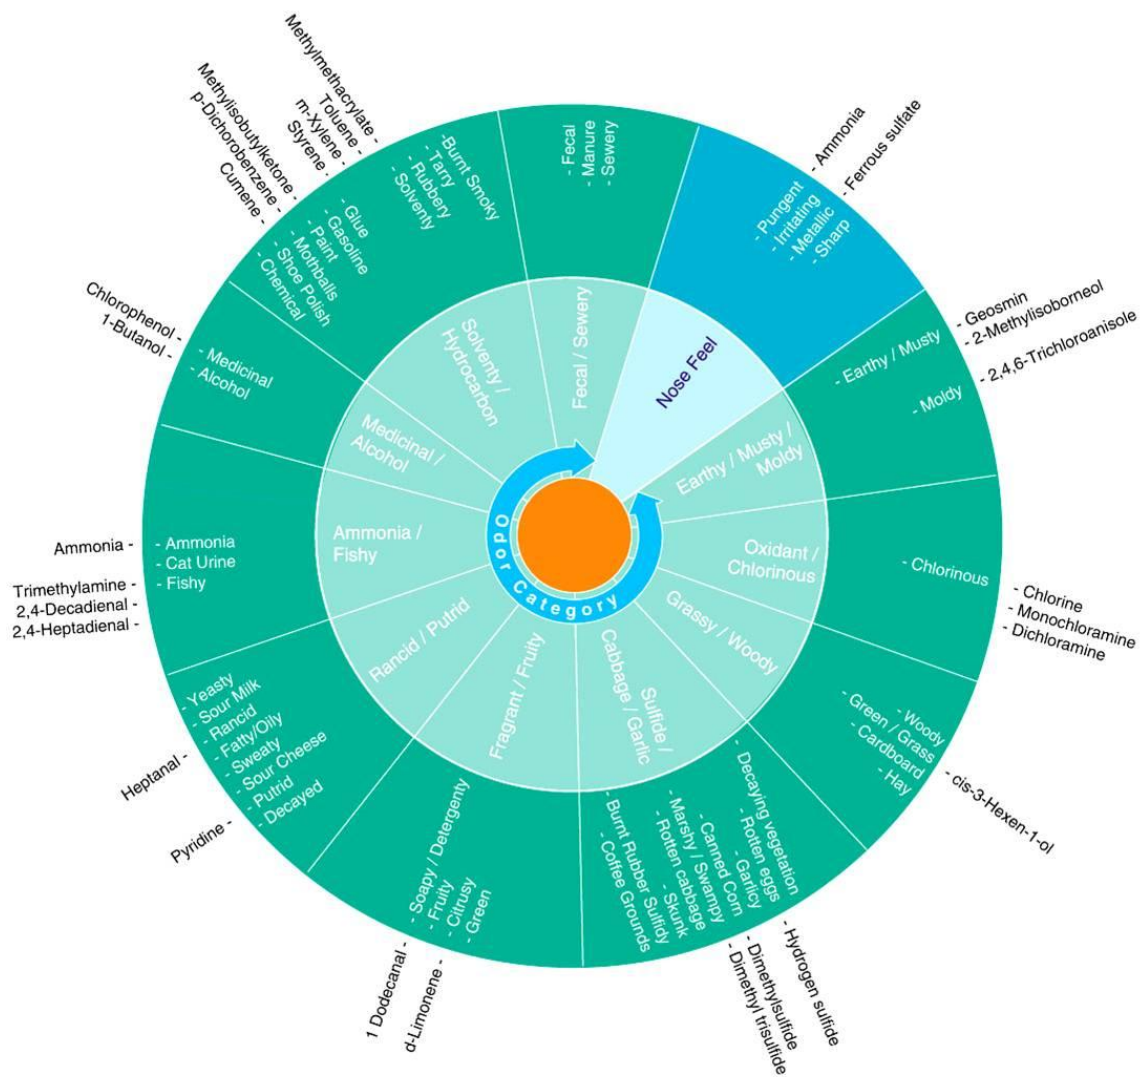 Odor Category
Nose Feel
- Pungent
- Irritating
- Metallic
- Sharp
- Ammonia
- Ferrous sulfate
Earthy / Musty /
Moldy
- Earthy / Musty
- Moldy
- Geosmin
- 2-Methylisoborneol
- 2,4,6-Trichloroanisole
Oxidant /
Chlorinous
- Chlorinous
- Chlorine
- Monochloramine
- Dichloramine
Grassy / Woody
- Woody
- Green / Grass
- Cardboard
- Hay
- cis-3-Hexen-1-ol
Sulfide /
Cabbage / Garlic
- Decaying vegetation
- Rotten eggs
- Garlicy
- Canned Corn
- Marshy / Swampy
- Rotten cabbage
- Skunk
- Burnt Rubber Sulfidy
- Coffee Grounds
- Hydrogen sulfide
- Dimethylsulfide
- Dimethyl trisulfide
Fragrant / Fruity
- Soapy / Detergenty
- Fruity
- Citrusy
- Green
1 Dodecanal -
d-Limonene -
Rancid / Putrid
- Yeasty
- Sour Milk
- Rancid
- Fatty/Oily
- Sweaty
- Sour Cheese
- Putrid
- Decayed
Heptanal -
Pyridine -
Ammonia /
Fishy
- Ammonia
- Cat Urine
- Fishy
Ammonia -
Trimethylamine -
2,4-Decadienal -
2,4-Heptadienal -
Medicinal /
Alcohol
- Medicinal
- Alcohol
Chlorophenol -
1-Butanol -
Solventy /
Hydrocarbon
-Burnt Smoky
- Tarry
- Rubbery
- Solventy
- Glue
- Gasoline
- Paint
- Mothballs
- Shoe Polish
- Chemical
Methylmethacrylate -
Toluene -
m-Xylene -
Styrene -
Methylisobutylketone -
p-Dichorobenzene -
Cumene -
Fecal / Sewery
- Fecal
- Manure
- Sewery